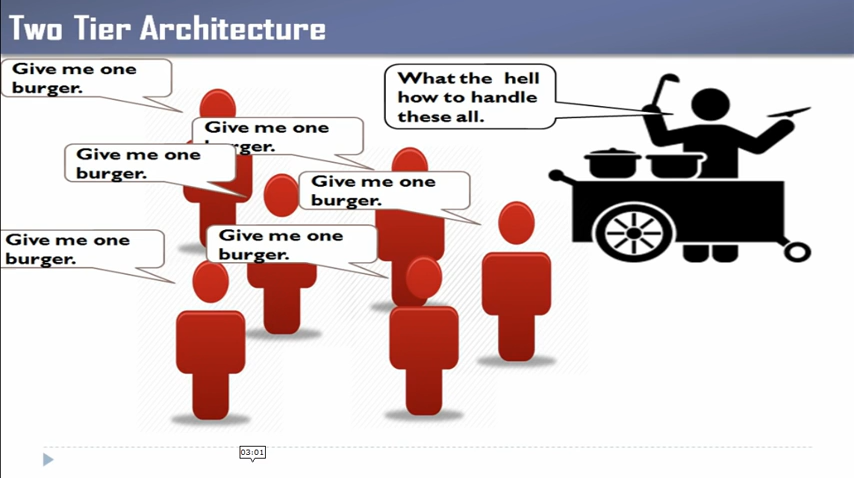 Two Tier Architecture
Give me one
burger.
What the hell
how to handle
these all.
Give me one
burger.
Give me one
burger.
Give me one
burger.
Give me one
burger.
Give me one
burger.
03:01